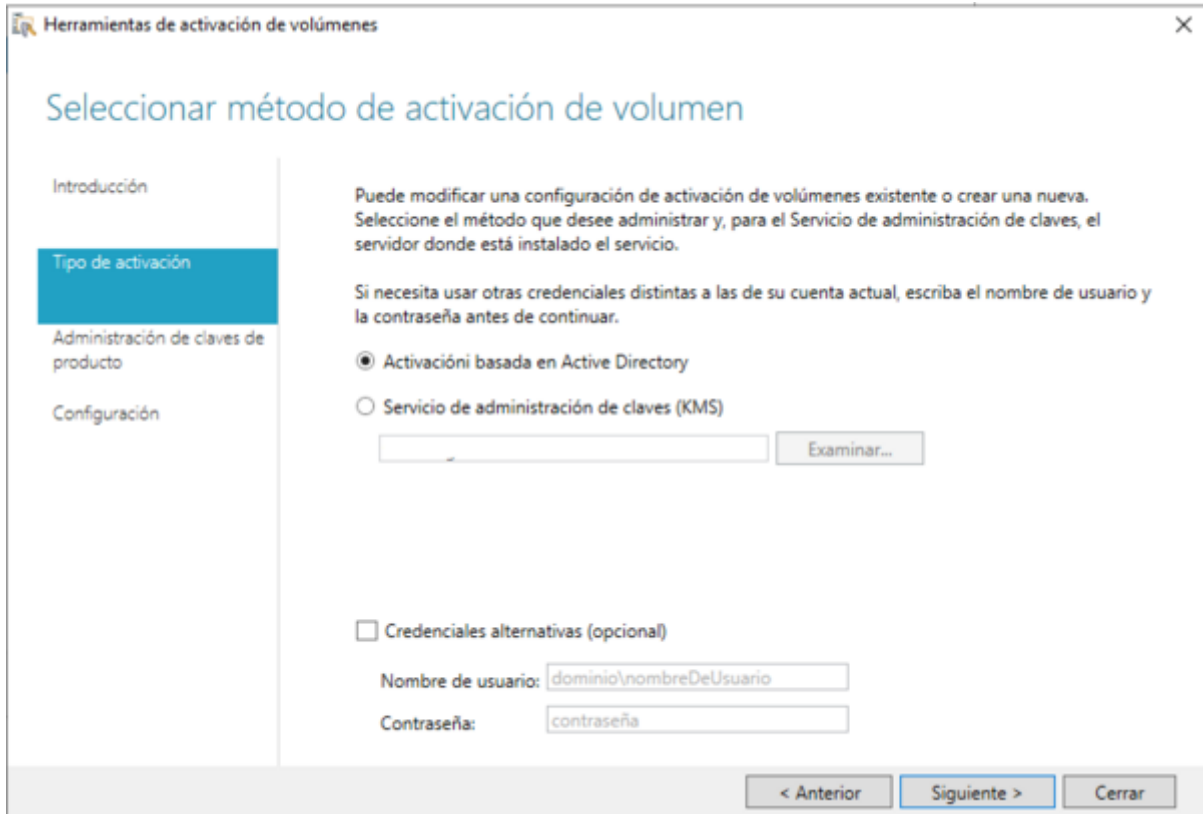 Herramientas de activación de volúmenes
Seleccionar método de activación de volumen
Introducción
Tipo de activación
Administración de claves de
producto
Configuración
Puede modificar una configuración de activación de volúmenes existente o crear una nueva.
Seleccione el método que desee administrar y, para el Servicio de administración de claves, el
servidor donde está instalado el servicio.
Si necesita usar otras credenciales distintas a las de su cuenta actual, escriba el nombre de usuario y
la contraseña antes de continuar.
Activacióni basada en Active Directory
Servicio de administración de claves (KMS)
Examinar...
Credenciales alternativas (opcional)
Nombre de usuario: dominio\nombreDeUsuario
Contraseña: contraseña
< Anterior Siguiente > Cerrar